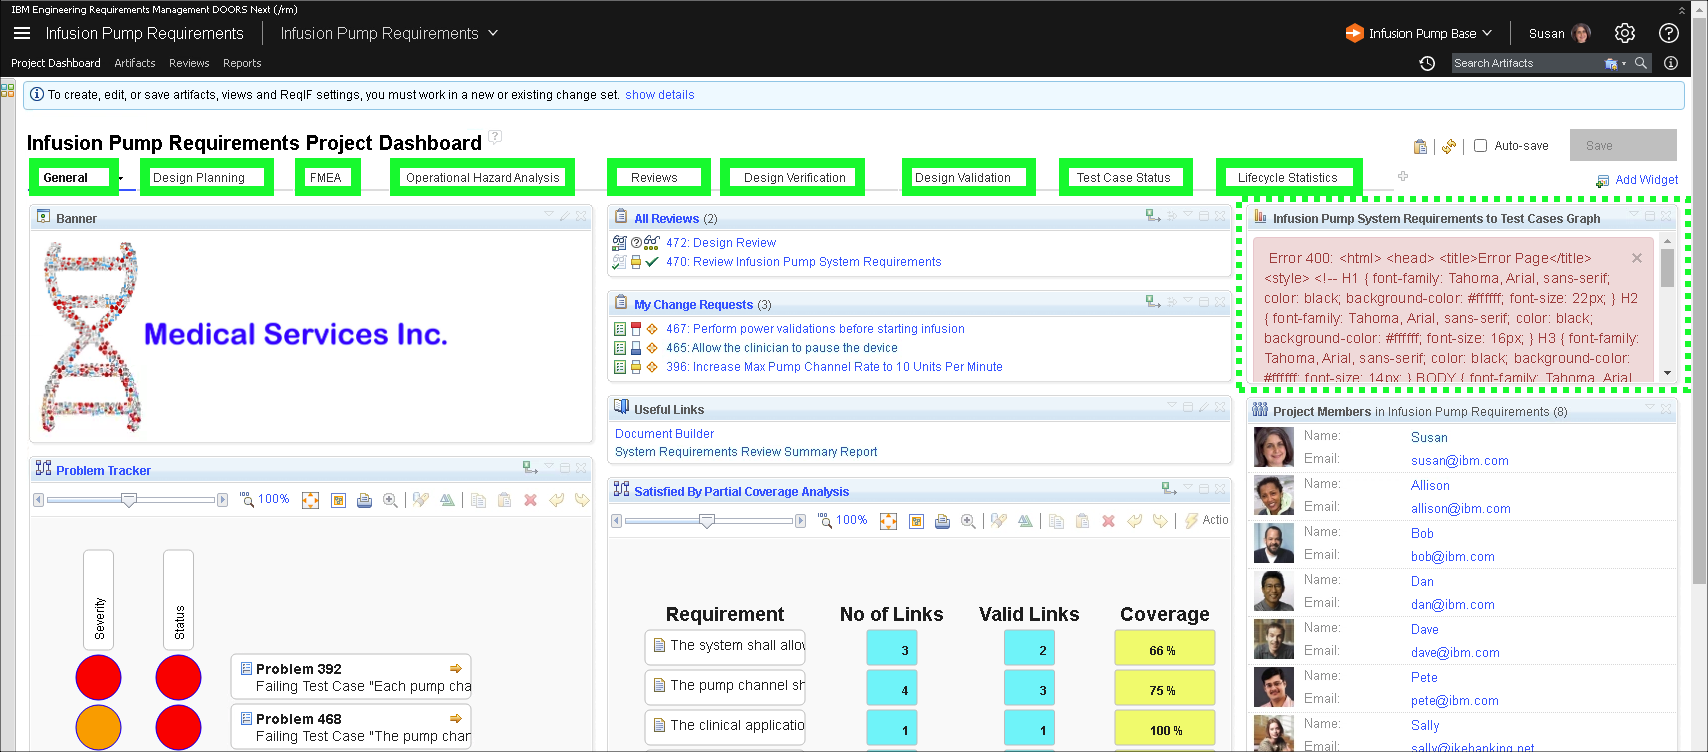 IBM Engineering Requirements Management DOORS Next (/rm)
Infusion Pump Requirements
Infusion Pump Requirements
Infusion Pump Base
Susan
Project Dashboard
Artifacts
Reviews
Reports
Search Artifacts
To create, edit, or save artifacts, views and ReqIF settings, you must work in a new or existing change set. show details
Infusion Pump Requirements Project Dashboard
Auto-save
Save
General
Design Planning
FMEA
Operational Hazard Analysis
Reviews
Design Verification
Design Validation
Test Case Status
Lifecycle Statistics
Add Widget
Banner
Medical Services Inc.
Problem Tracker
100%
Severity
Status
Problem 392
Failing Test Case "Each pump cha
Problem 468
Failing Test Case "The pump chan
All Reviews (2)
472: Design Review
470: Review Infusion Pump System Requirements
My Change Requests (3)
467: Perform power validations before starting infusion
465: Allow the clinician to pause the device
396: Increase Max Pump Channel Rate to 10 Units Per Minute
Useful Links
Document Builder
System Requirements Review Summary Report
Satisfied By Partial Coverage Analysis
100%
Actio
Requirement No of Links Valid Links Coverage
The system shall allow 3 2 66 %
The pump channel sh 4 3 75 %
The clinical applicatio 1 1 100 %
Infusion Pump System Requirements to Test Cases Graph
Error 400: <html> <head> <title>Error Page</title>
<style> <!-- H1 { font-family: Tahoma, Arial, sans-serif;
color: black; background-color: #ffffff; font-size: 22px; } H2
{ font-family: Tahoma, Arial, sans-serif; color: black;
background-color: #ffffff; font-size: 16px; } H3 { font-family:
Tahoma, Arial, sans-serif; color: black; background-color:
#ffffff; font-size: 14px; } BODY { font-family: Tahoma, Arial,
Project Members in Infusion Pump Requirements (8)
Name: Susan
Email: susan@ibm.com
Name: Allison
Email: allison@ibm.com
Name: Bob
Email: bob@ibm.com
Name: Dan
Email: dan@ibm.com
Name: Dave
Email: dave@ibm.com
Name: Pete
Email: pete@ibm.com
Name: Sally
Email: sally@jkebanking.net